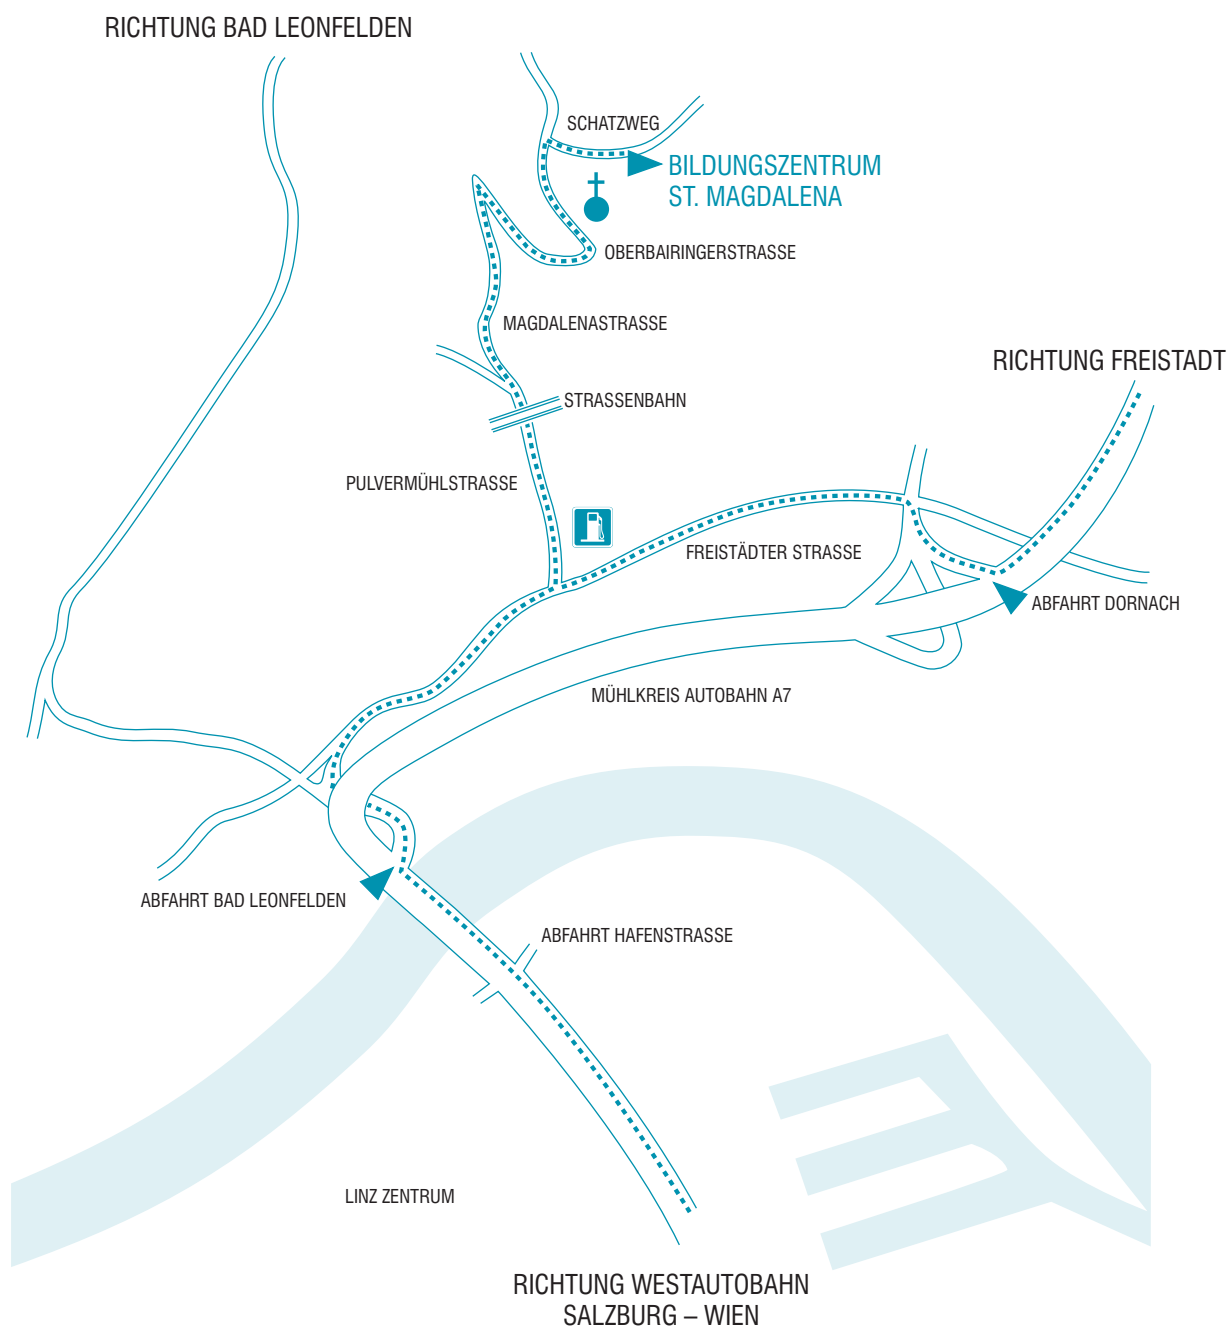 RICHTUNG BAD LEONFELDEN
SCHATZWEG
BILDUNGSZENTRUM
ST. MAGDALENA
OBERBAIRINGERSTRASSE
MAGDALENASTRASSE
RICHTUNG FREISTADT
STRASSENBAHN
PULVERMÜHLSTRASSE
FREISTÄDTER STRASSE
ABFAHRT DORNACH
MÜHLKREIS AUTOBAHN A7
ABFAHRT BAD LEONFELDEN
ABFAHRT HAFENSTRASSE
LINZ ZENTRUM
RICHTUNG WESTAUTOBAHN
SALZBURG – WIEN